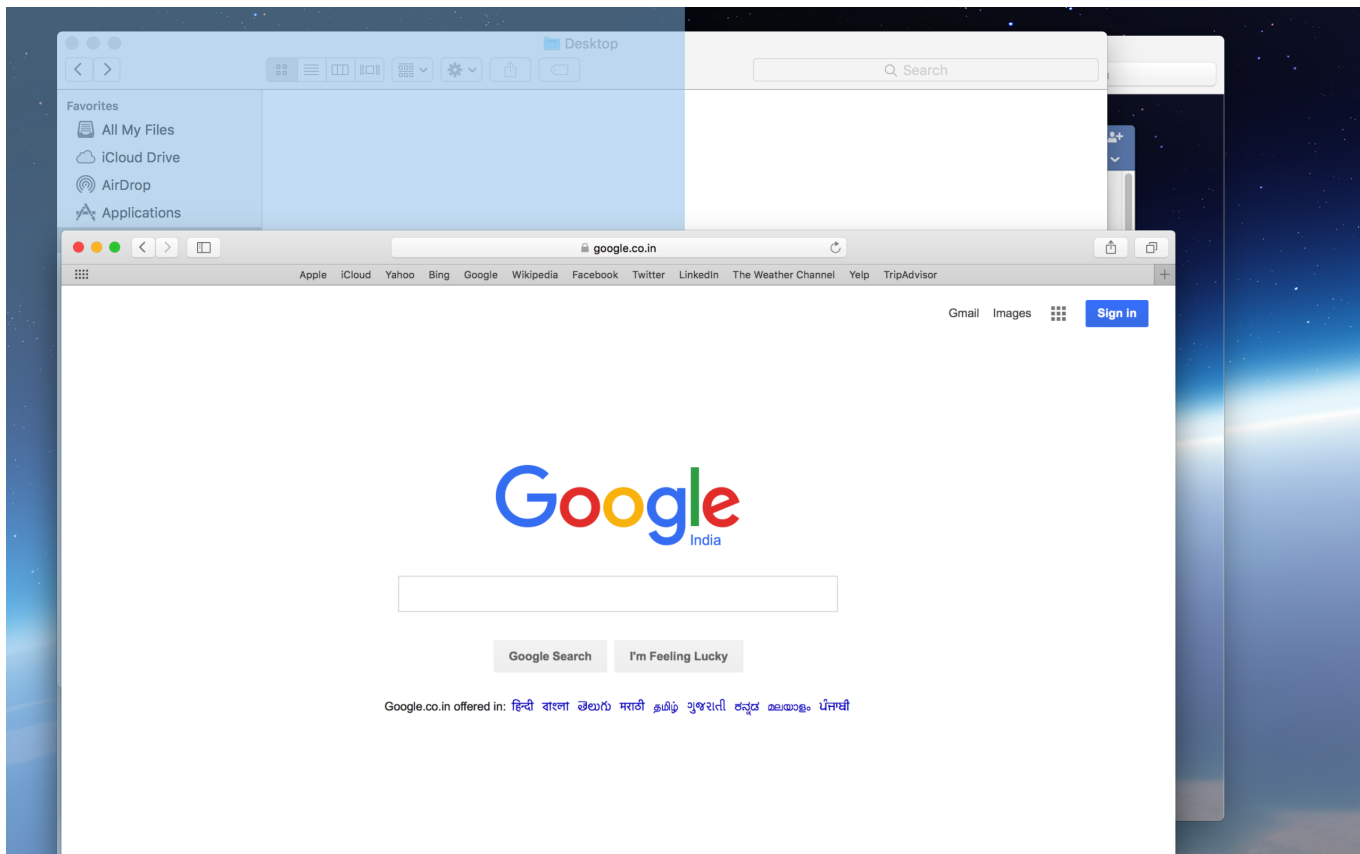 Desktop
Search
Favorites
All My Files
iCloud Drive
AirDrop
Applications
google.co.in
Apple iCloud Yahoo Bing Google Wikipedia Facebook Twitter LinkedIn The Weather Channel Yelp TripAdvisor
Gmail Images Sign in
Google
India
Google Search I'm Feeling Lucky
Google.co.in offered in: हिन्दी বাংলা తెలుగు मराठी தமிழ் ગુજરાતી ಕನ್ನಡ മലയാളം ਪੰਜਾਬੀ